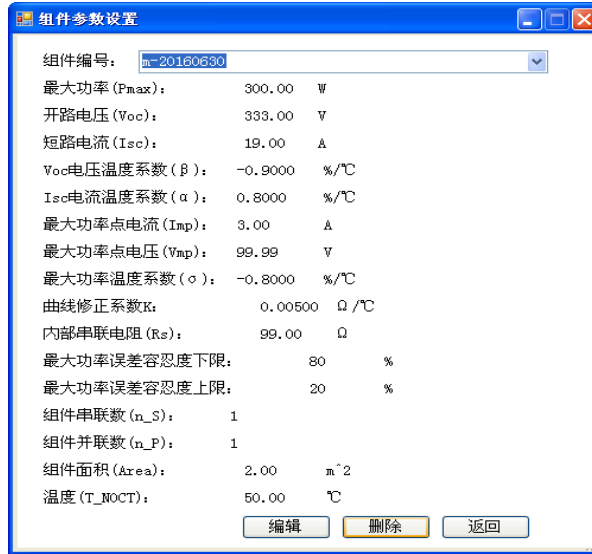 组件参数设置
组件编号: m-20160630
最大功率(Pmax): 300.00 W
开路电压(Voc): 333.00 V
短路电流(Isc): 19.00 A
Voc电压温度系数(β): -0.9000 %/℃
Isc电流温度系数(α): 0.8000 %/℃
最大功率点电流(Imp): 3.00 A
最大功率点电压(Vmp): 99.99 V
最大功率温度系数(σ): -0.8000 %/℃
曲线修正系数K: 0.00500 Ω/℃
内部串联电阻(Rs): 99.00 Ω
最大功率误差容忍度下限: 80 %
最大功率误差容忍度上限: 20 %
组件串联数(n_S): 1
组件并联数(n_P): 1
组件面积(Area): 2.00 m^2
温度(T_NOCT): 50.00 ℃
编辑 删除 返回